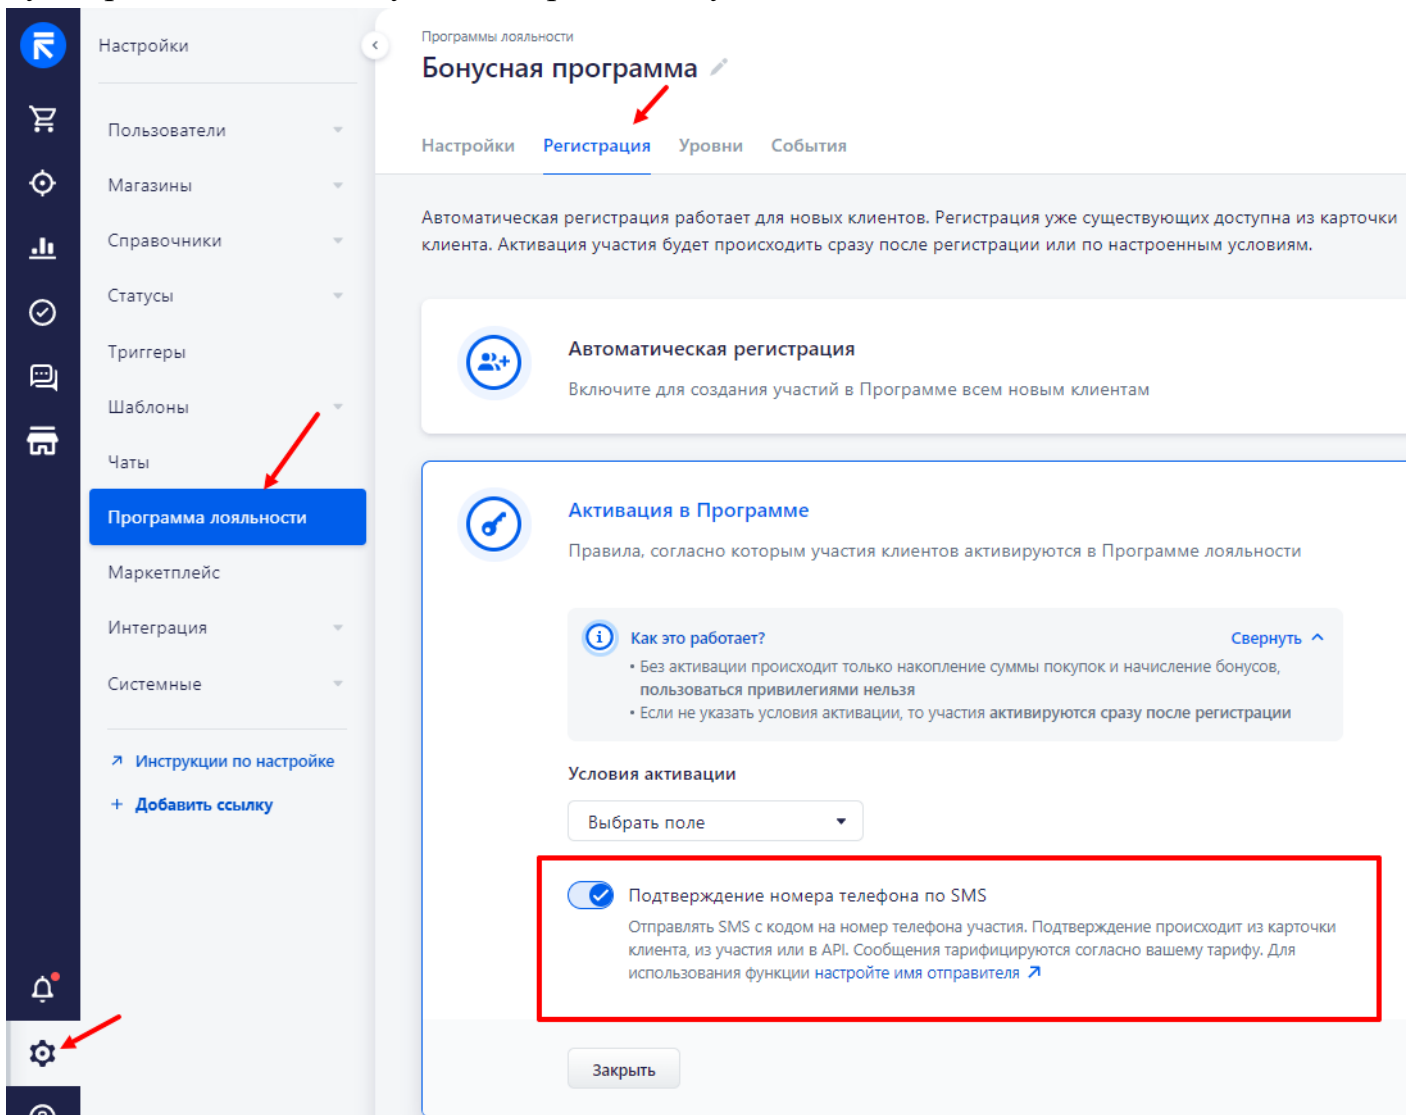 Настройки
Пользователи
Магазины
Справочники
Статусы
Триггеры
Шаблоны
Чаты
Программа лояльности
Маркетплейс
Интеграция
Системные
Инструкции по настройке
+ Добавить ссылку
Программы лояльности
Бонусная программа
Настройки Регистрация Уровни События
Автоматическая регистрация работает для новых клиентов. Регистрация уже существующих доступна из карточки
клиента. Активация участия будет происходить сразу после регистрации или по настроенным условиям.
Автоматическая регистрация
Включите для создания участий в Программе всем новым клиентам
Активация в Программе
Правила, согласно которым участия клиентов активируются в Программе лояльности
Как это работает? Свернуть
• Без активации происходит только накопление суммы покупок и начисление бонусов,
пользоваться привилегиями нельзя
• Если не указать условия активации, то участия активируются сразу после регистрации
Условия активации
Выбрать поле
Подтверждение номера телефона по SMS
Отправлять SMS с кодом на номер телефона участия. Подтверждение происходит из карточки
клиента, из участия или в API. Сообщения тарифицируются согласно вашему тарифу. Для
использования функции настройте имя отправителя
Закрыть